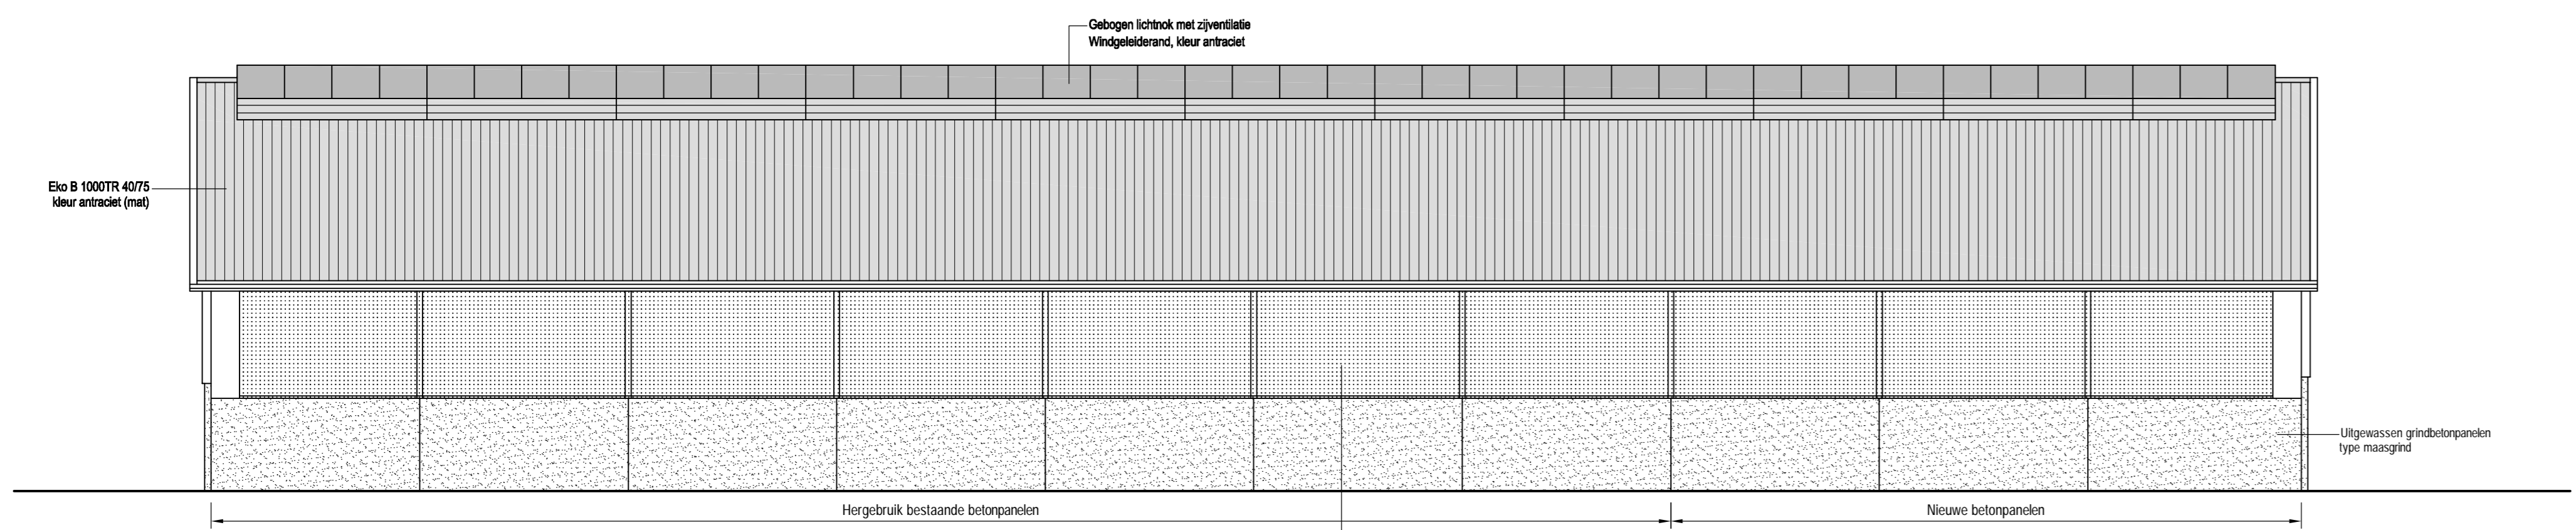 Gebogen lichtnok met zijventilatie
Windgeleiderand, kleur antraciet
Eko B 1000TR 40/75
kleur antraciet (mat)
Uitgewassen grindbetonpanelen
type maasgrind
Hergebruik bestaande betonpanelen
Nieuwe betonpanelen